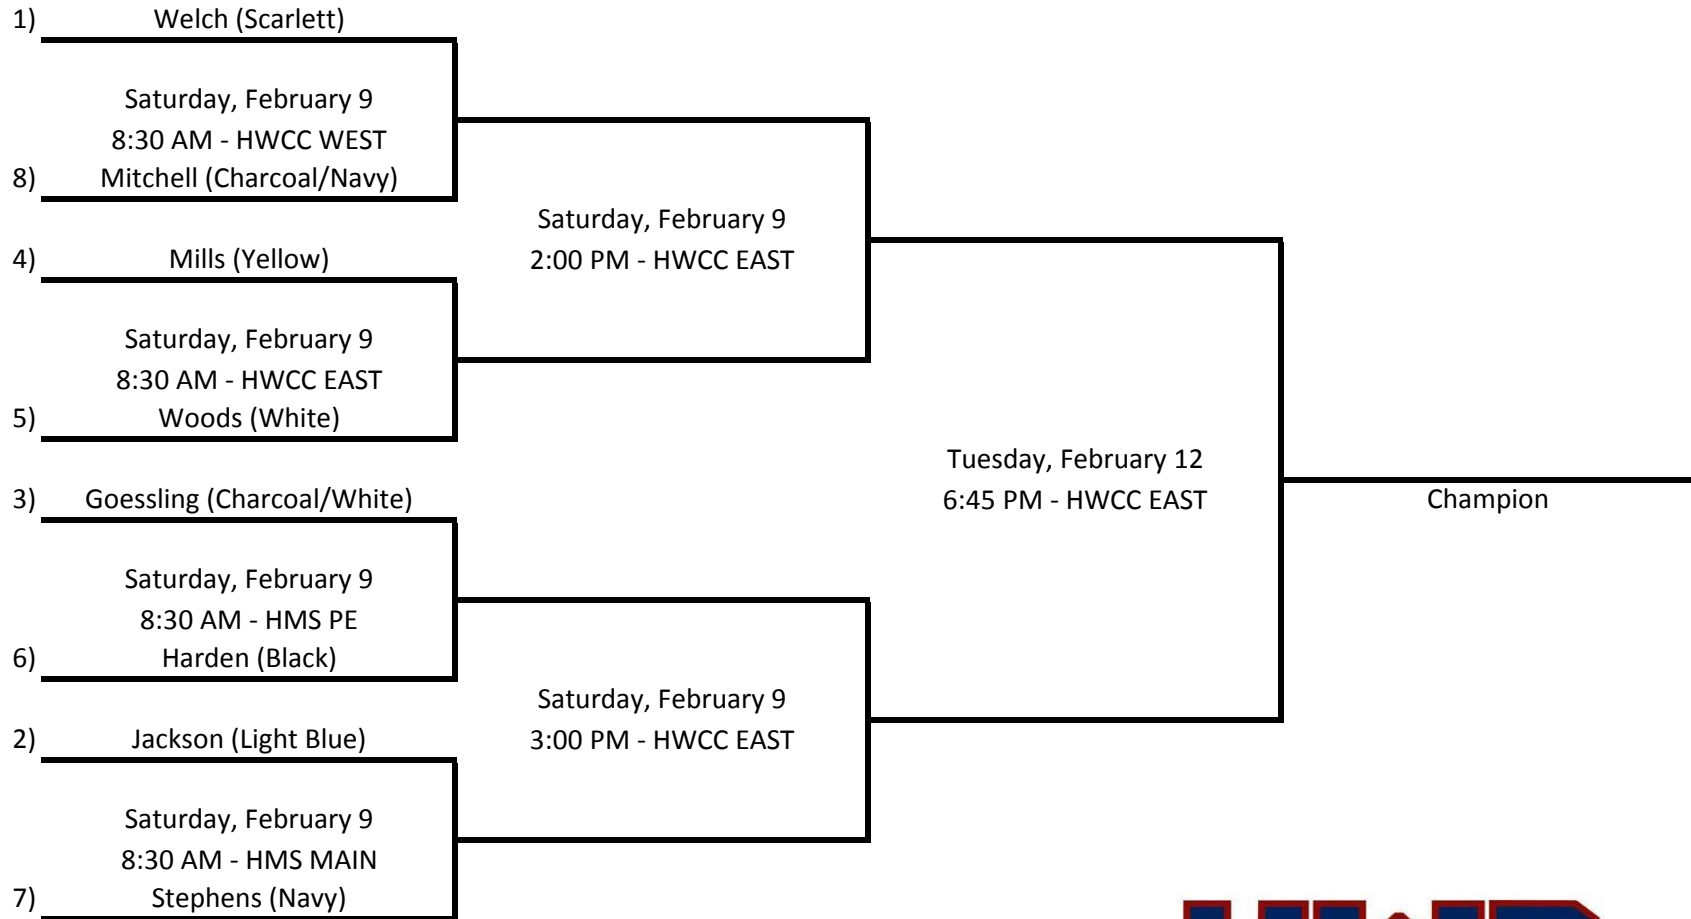 1) Welch (Scarlett)
Saturday, February 9
8:30 AM - HWCC WEST
8) Mitchell (Charcoal/Navy)
Saturday, February 9
2:00 PM - HWCC EAST
4) Mills (Yellow)
Saturday, February 9
8:30 AM - HWCC EAST
5) Woods (White)
Tuesday, February 12
6:45 PM - HWCC EAST
Champion
3) Goessling (Charcoal/White)
Saturday, February 9
8:30 AM - HMS PE
6) Harden (Black)
Saturday, February 9
3:00 PM - HWCC EAST
2) Jackson (Light Blue)
Saturday, February 9
8:30 AM - HMS MAIN
7) Stephens (Navy)